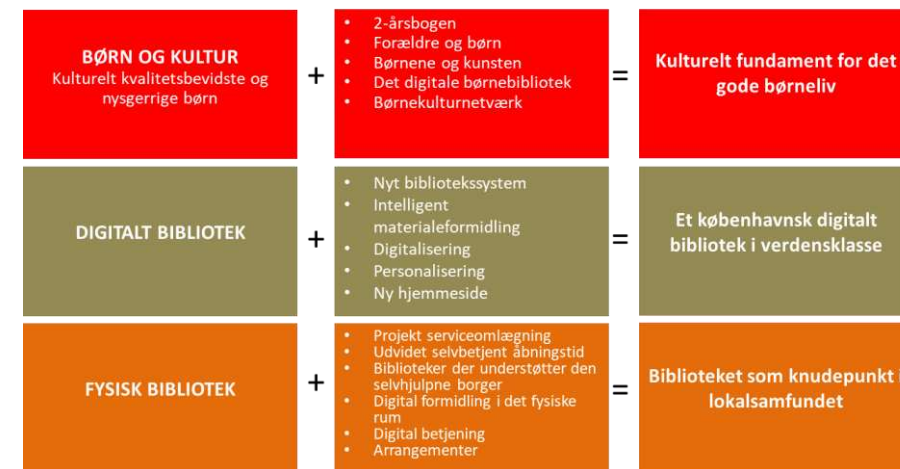 BØRN OG KULTUR
Kulturelt kvalitetsbevidste og
nysgerrige børn
+
• 2-årsbogen
• Forældre og børn
• Børnene og kunsten
• Det digitale børnebibliotek
• Børnekulturnetværk
=
Kulturelt fundament for det
gode børneliv
DIGITALT BIBLIOTEK
+
• Nyt bibliotekssystem
• Intelligent
materialeformidling
• Digitalisering
• Personalisering
• Ny hjemmeside
=
Et københavnsk digitalt
bibliotek i verdensklasse
FYSISK BIBLIOTEK
+
• Projekt serviceomlægning
• Udvidet selvbetjent åbningstid
• Biblioteker der understøtter den
selvhjulpne borger
• Digital formidling i det fysiske
rum
• Digital betjening
• Arrangementer
=
Biblioteket som knudepunkt i
lokalsamfundet